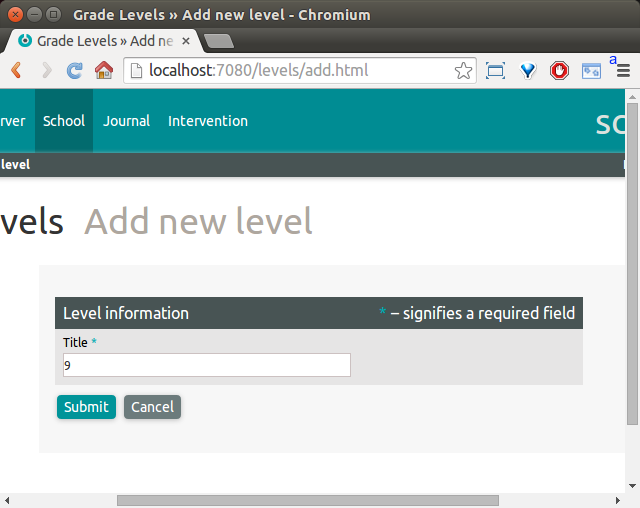 Grade Levels » Add new level - Chromium
Grade Levels » Add ne
localhost:7080/levels/add.html
a
rver School Journal Intervention sc
level
vels Add new level
Level information * – signifies a required field
Title *
9
Submit Cancel